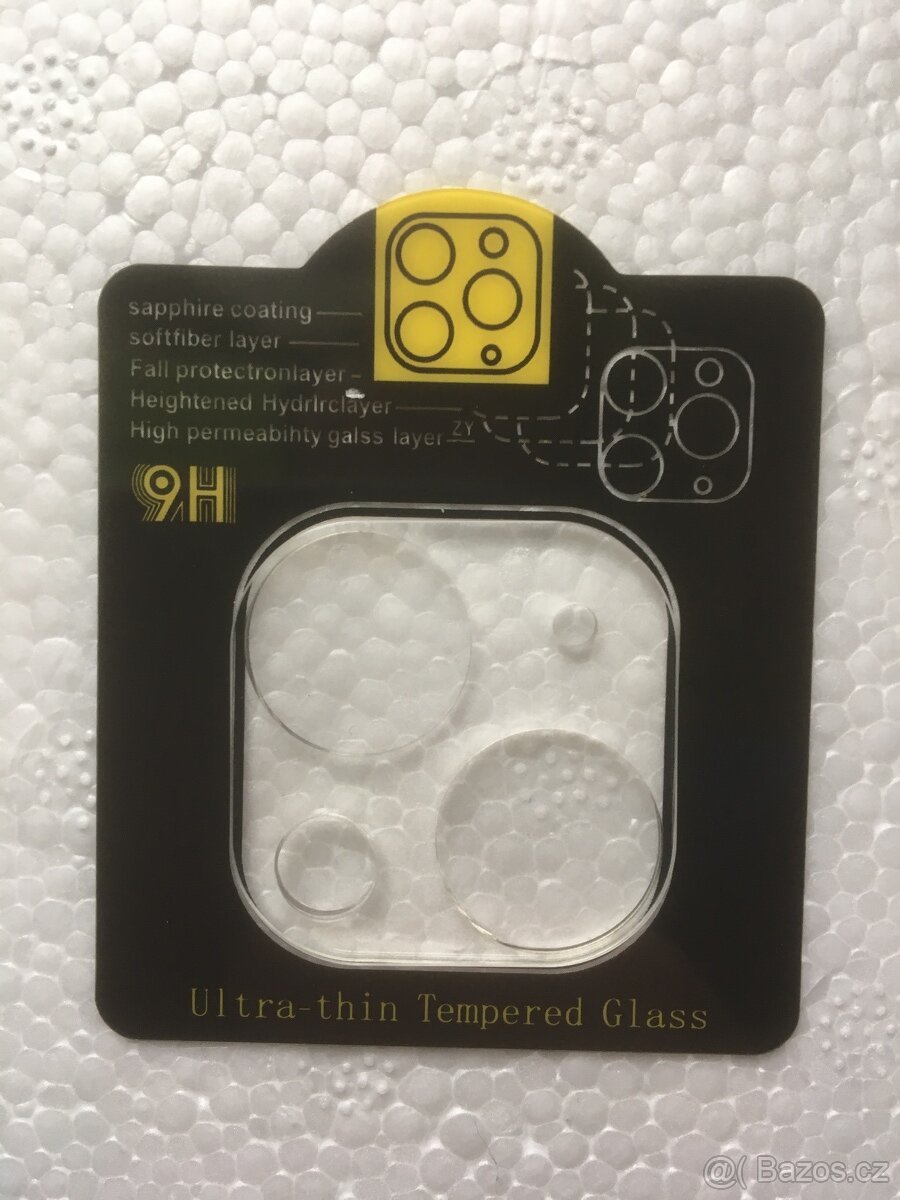 sapphire coating
softfiber layer
Fall protectronlayer
Heightened Hydrlrclayer
High permeabihty galss layer ZY
9H
Ultra-thin Tempered Glass
@( Bazos.cz